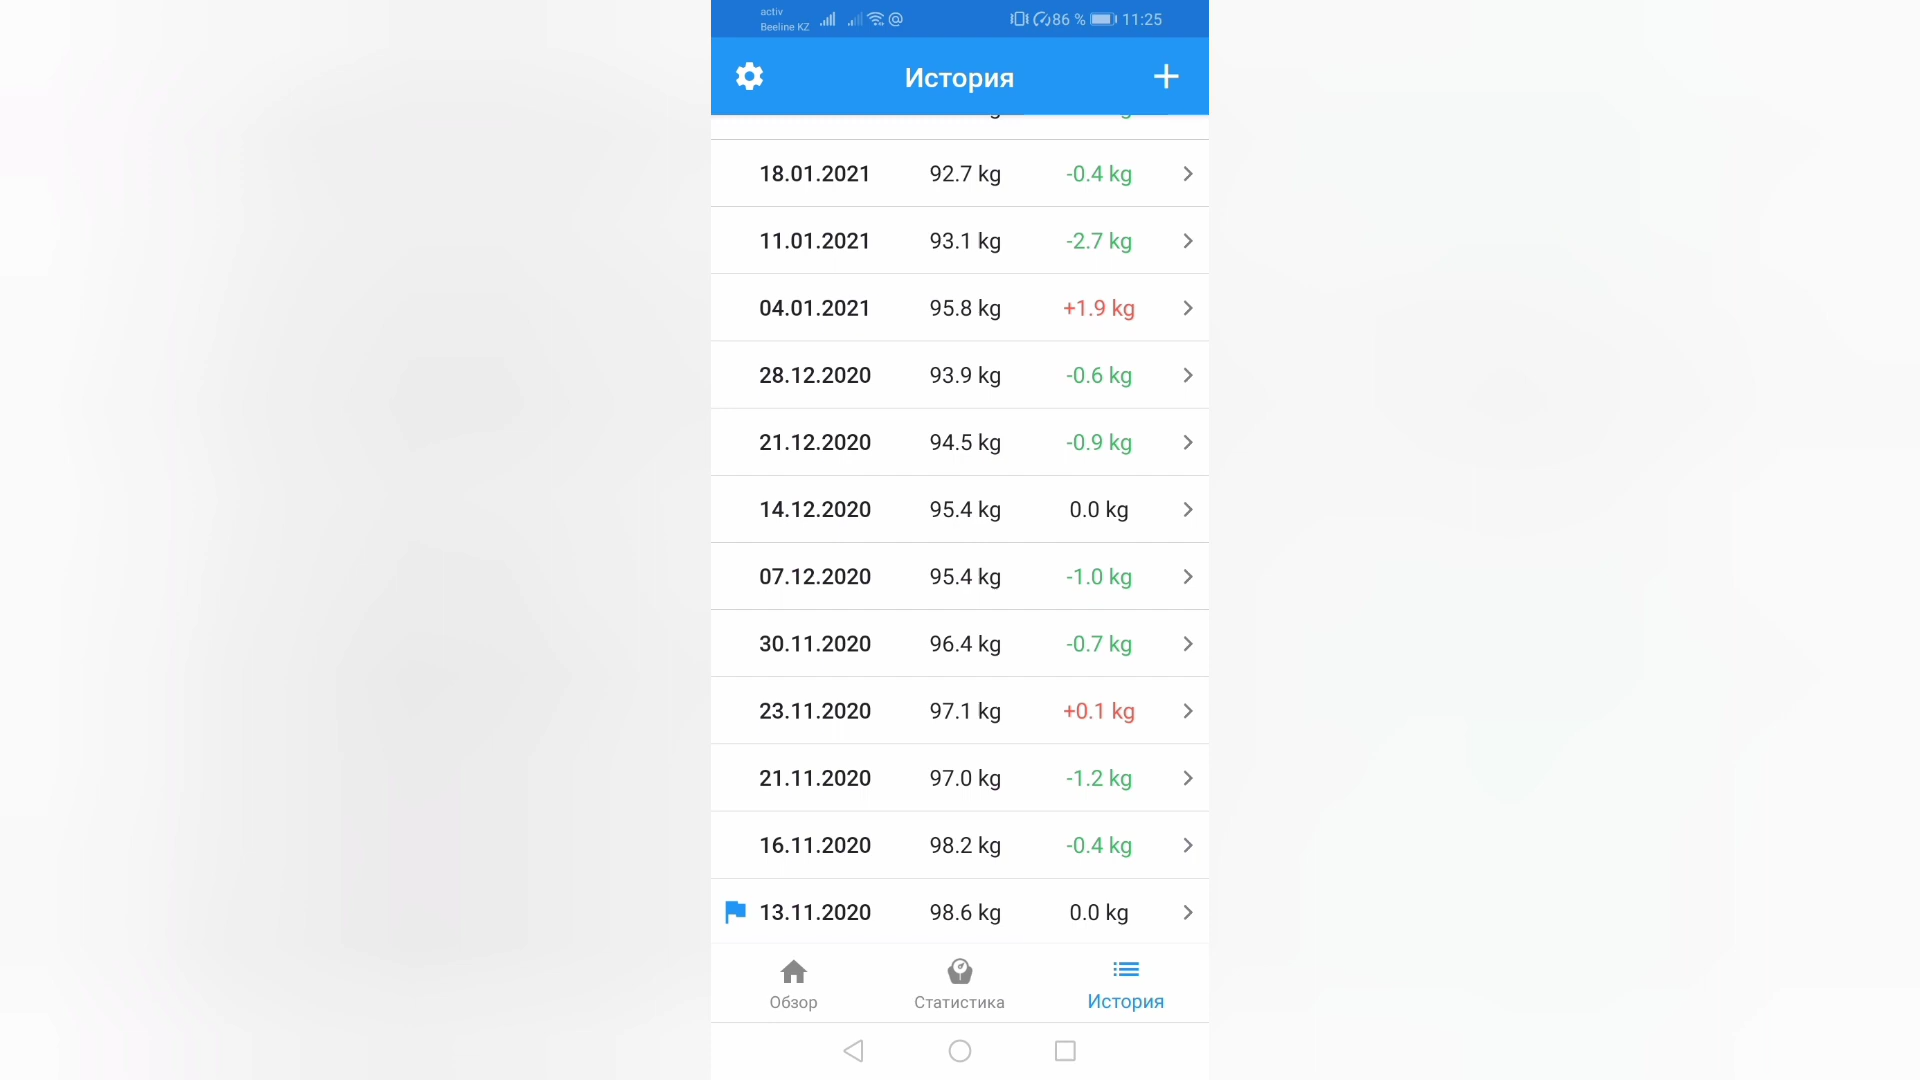 activ
Beeline KZ
86 % 11:25
История
18.01.2021 92.7 kg -0.4 kg
11.01.2021 93.1 kg -2.7 kg
04.01.2021 95.8 kg +1.9 kg
28.12.2020 93.9 kg -0.6 kg
21.12.2020 94.5 kg -0.9 kg
14.12.2020 95.4 kg 0.0 kg
07.12.2020 95.4 kg -1.0 kg
30.11.2020 96.4 kg -0.7 kg
23.11.2020 97.1 kg +0.1 kg
21.11.2020 97.0 kg -1.2 kg
16.11.2020 98.2 kg -0.4 kg
13.11.2020 98.6 kg 0.0 kg
Обзор Статистика История